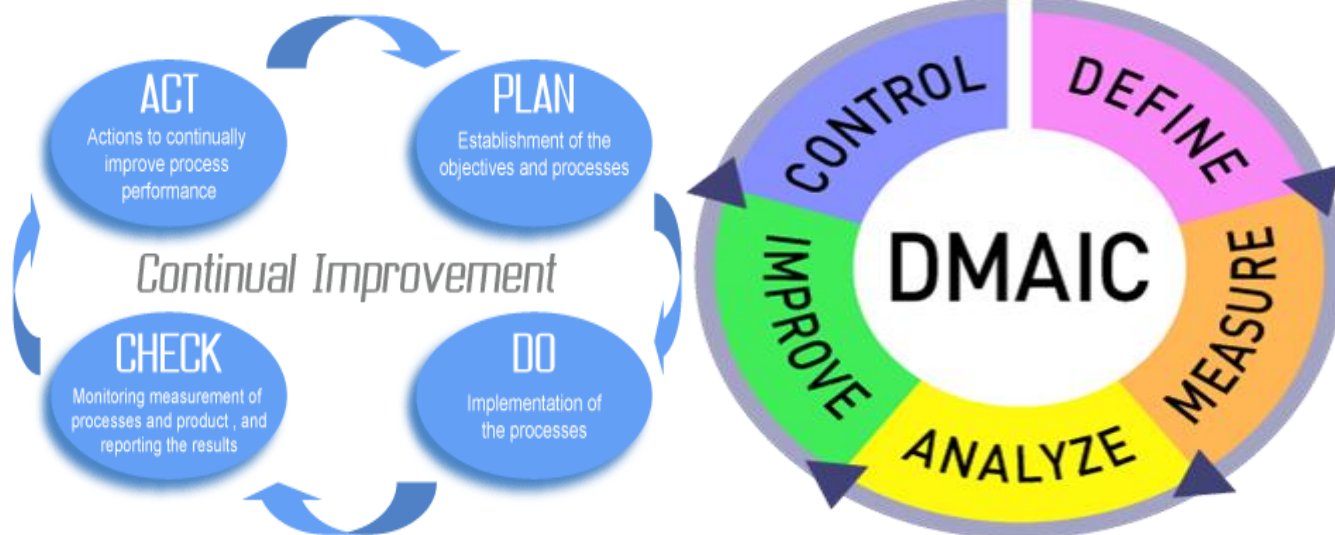 ACT
Actions to continually
improve process
performance
PLAN
Establishment of the
objectives and processes
Continual Improvement
CHECK
Monitoring measurement of
processes and product , and
reporting the results
DO
Implementation of
the processes
CONTROL
DEFINE
DMAIC
IMPROVE
MEASURE
ANALYZE